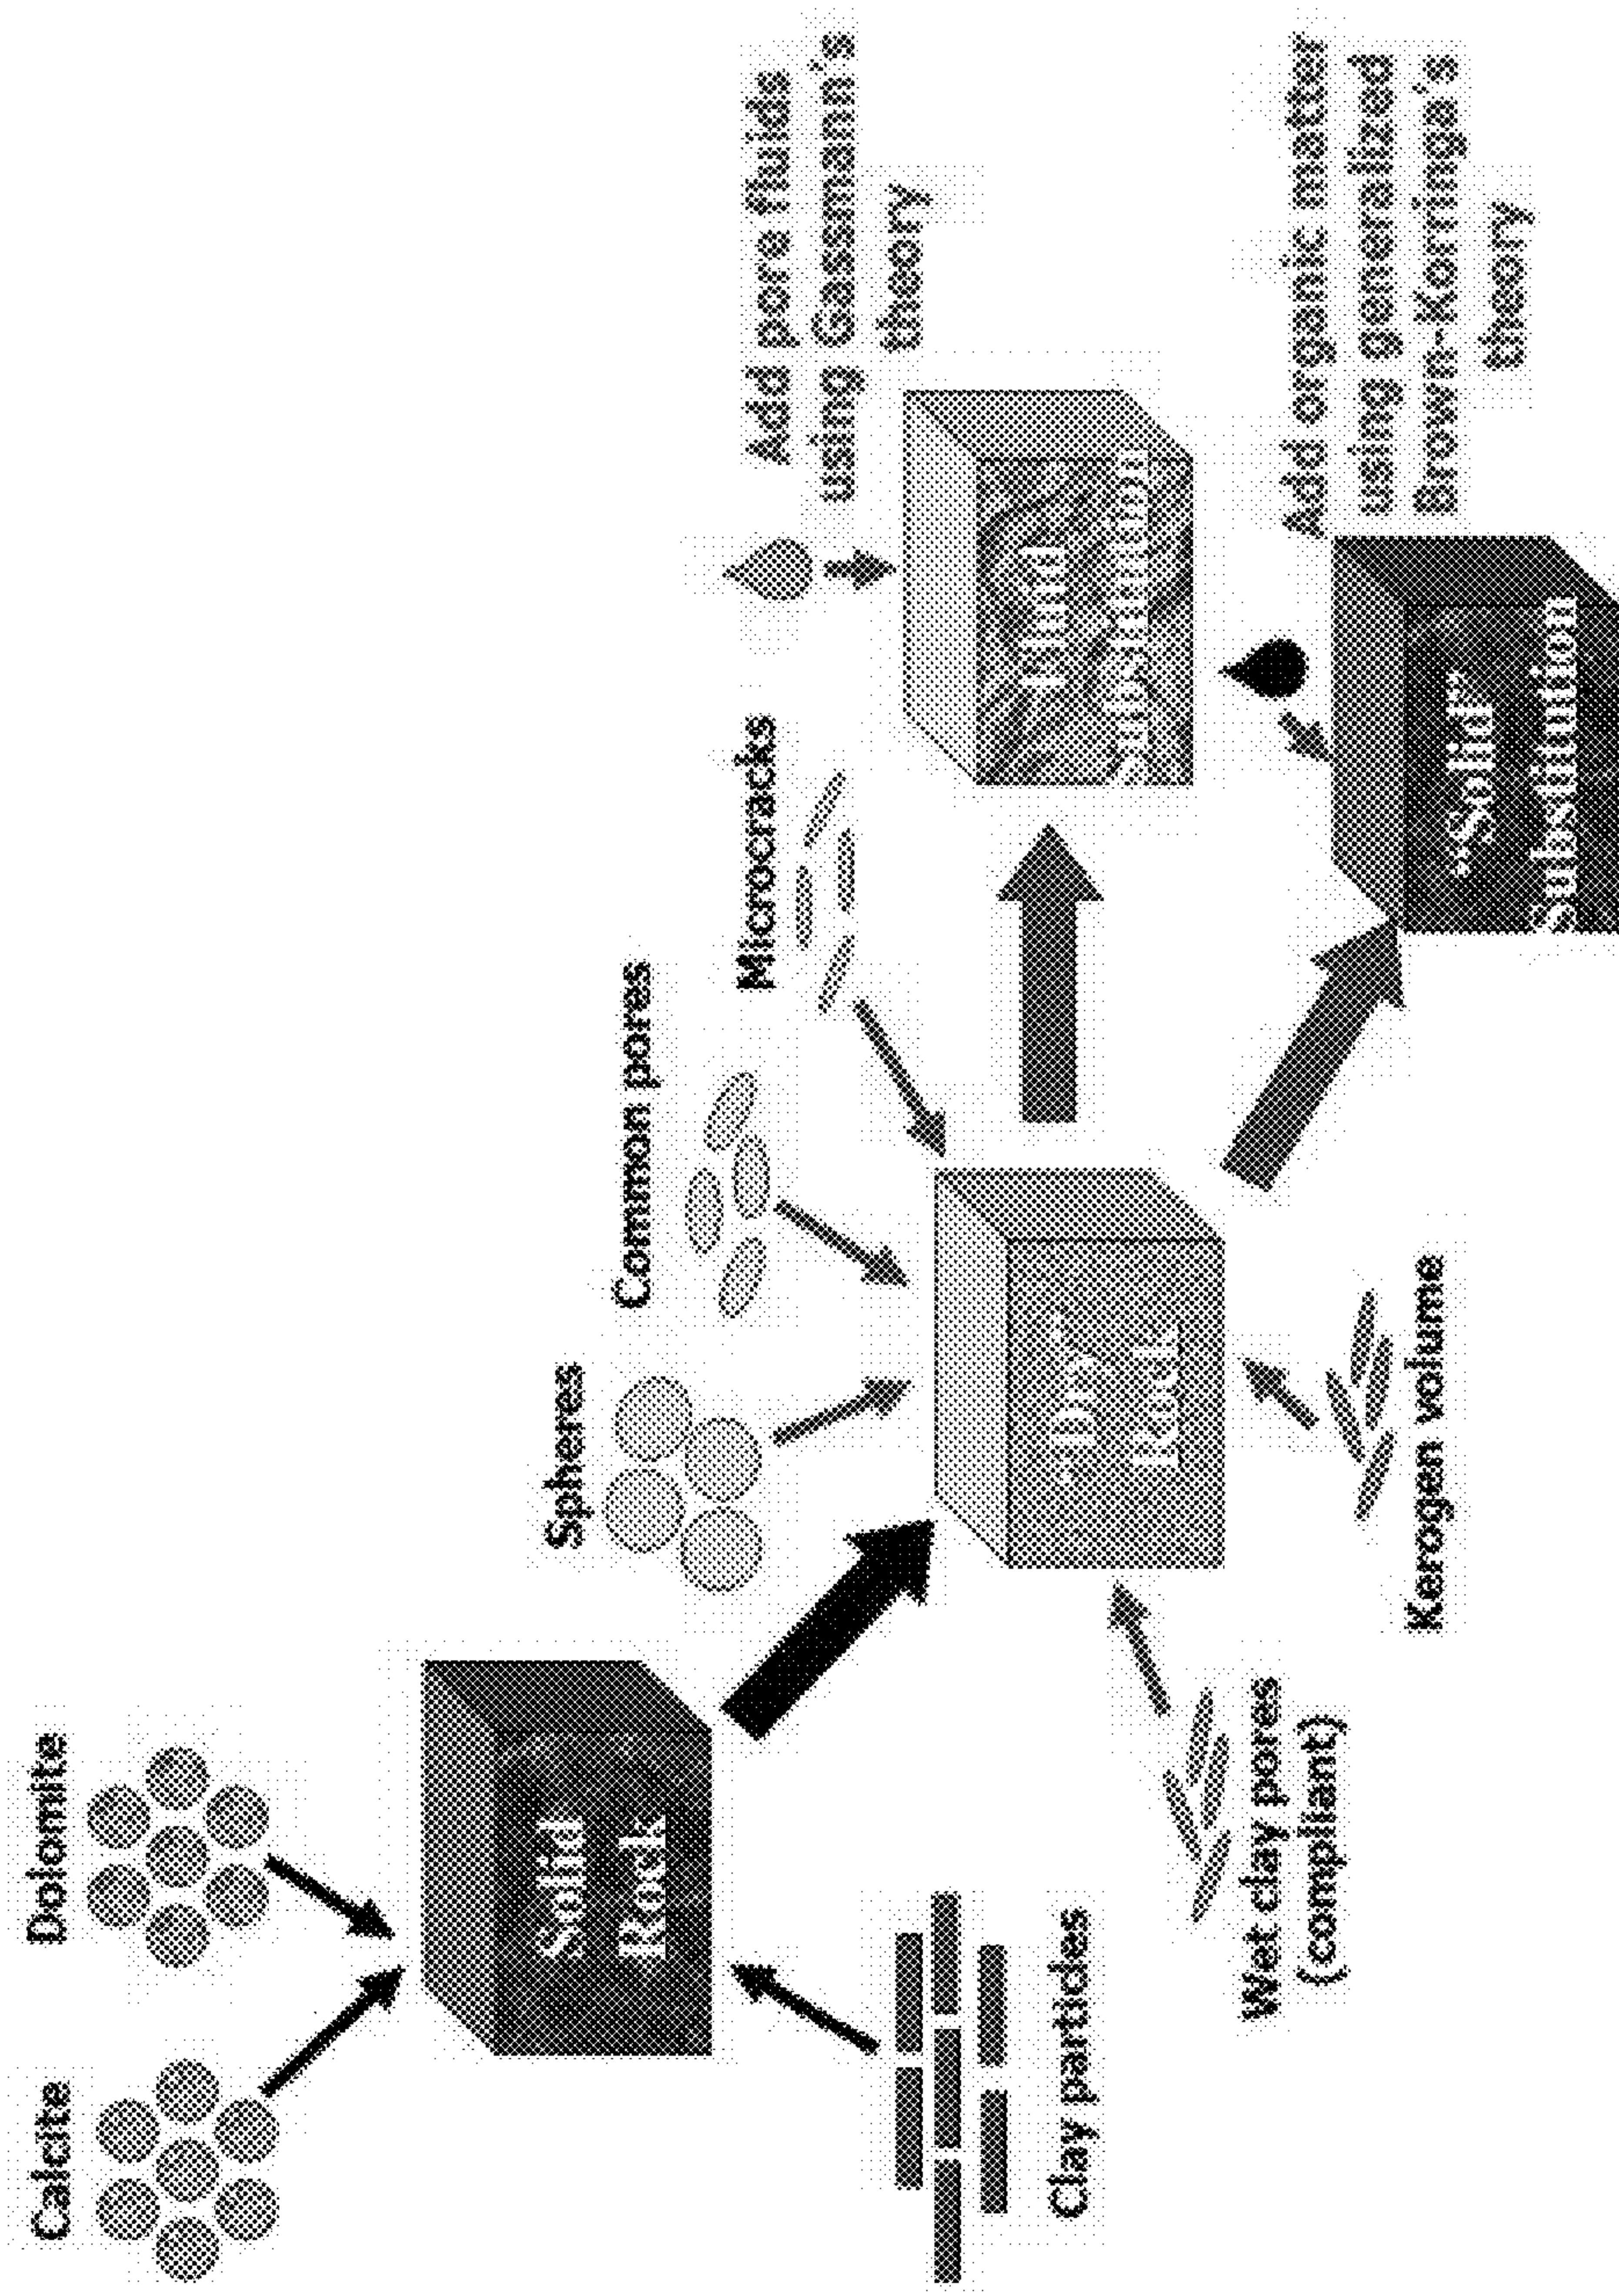 Calcite
Dolomite
Solid
Rock
Clay particles
Spheres
Common pores
Microcracks
"Dry"
Rock
Wet clay pores
(compliant)
Kerogen volume
Add pore fluids
using Gassmann's
theory
Fluid
Substitution
Add organic matter
using generalized
Brown-Korringa's
theory
"Solid"
Substitution